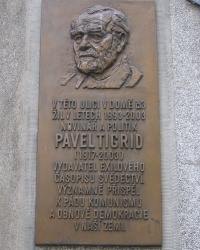 V TÉTO ULICI V DOMĚ Č.3
ŽIL V LETECH 1993-2003
NOVINÁŘ A POLITIK
PAVEL TIGRID
(1917-2003)
VYDAVATEL EXILOVÉHO
ČASOPISU SVĚDECTVÍ.
VÝZNAMNĚ PŘISPĚL
K PÁDU KOMUNISMU
A OBNOVĚ DEMOKRACIE
V NAŠÍ ZEMI.